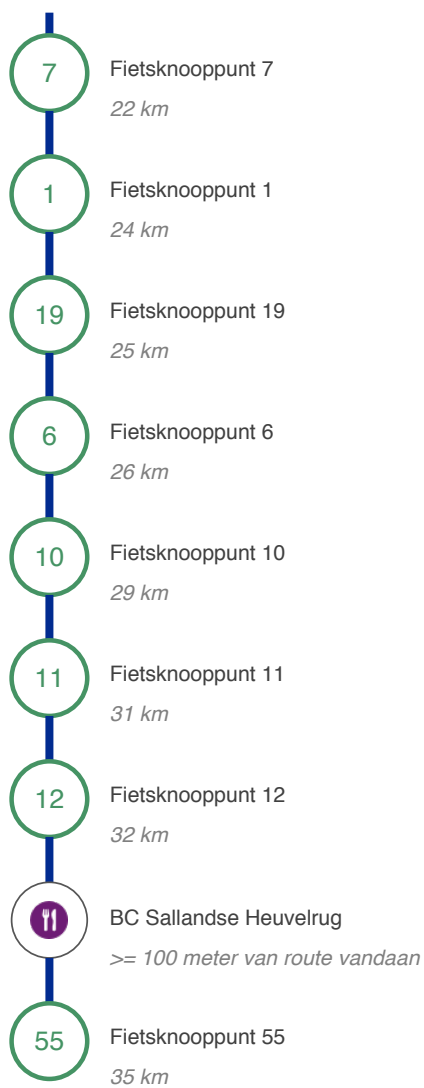 7
Fietsknooppunt 7
22 km
1
Fietsknooppunt 1
24 km
19
Fietsknooppunt 19
25 km
6
Fietsknooppunt 6
26 km
10
Fietsknooppunt 10
29 km
11
Fietsknooppunt 11
31 km
12
Fietsknooppunt 12
32 km
BC Sallandse Heuvelrug
>= 100 meter van route vandaan
55
Fietsknooppunt 55
35 km